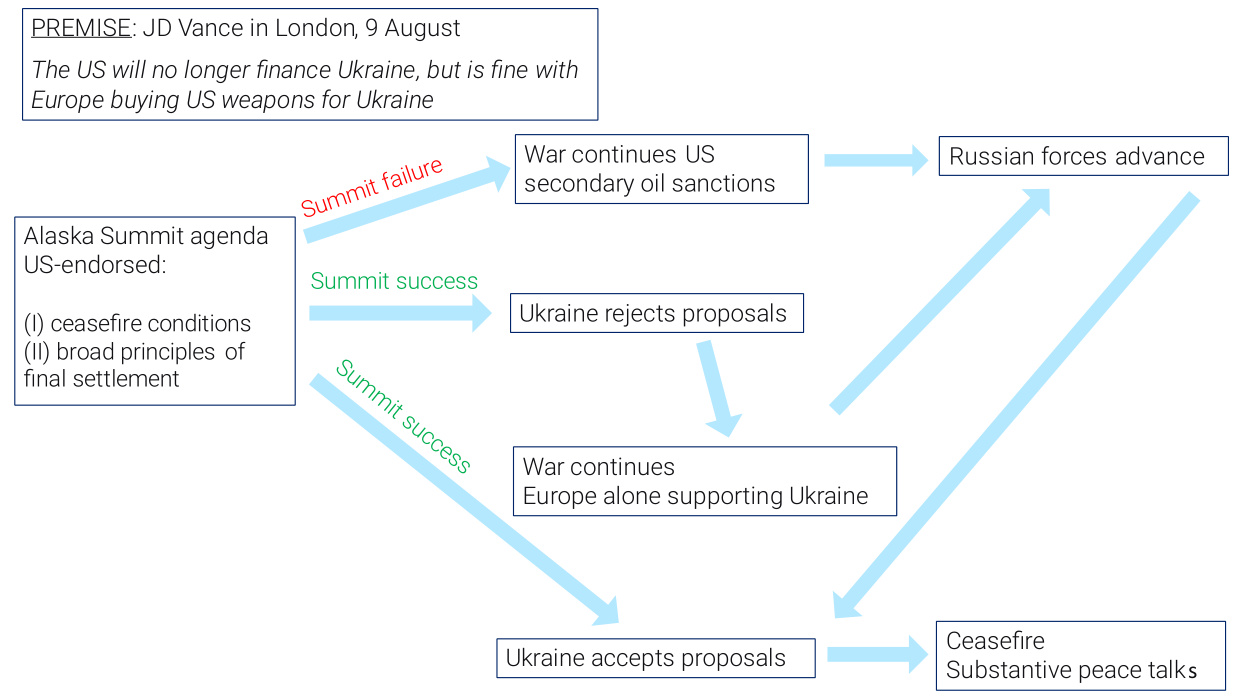 PREMISE: JD Vance in London, 9 August
The US will no longer finance Ukraine, but is fine with
Europe buying US weapons for Ukraine
Summit failure
War continues US
secondary oil sanctions
Russian forces advance
Alaska Summit agenda
US-endorsed:
(I) ceasefire conditions
(II) broad principles of
final settlement
Summit success
Ukraine rejects proposals
Summit success
War continues
Europe alone supporting Ukraine
Ukraine accepts proposals
Ceasefire
Substantive peace talks